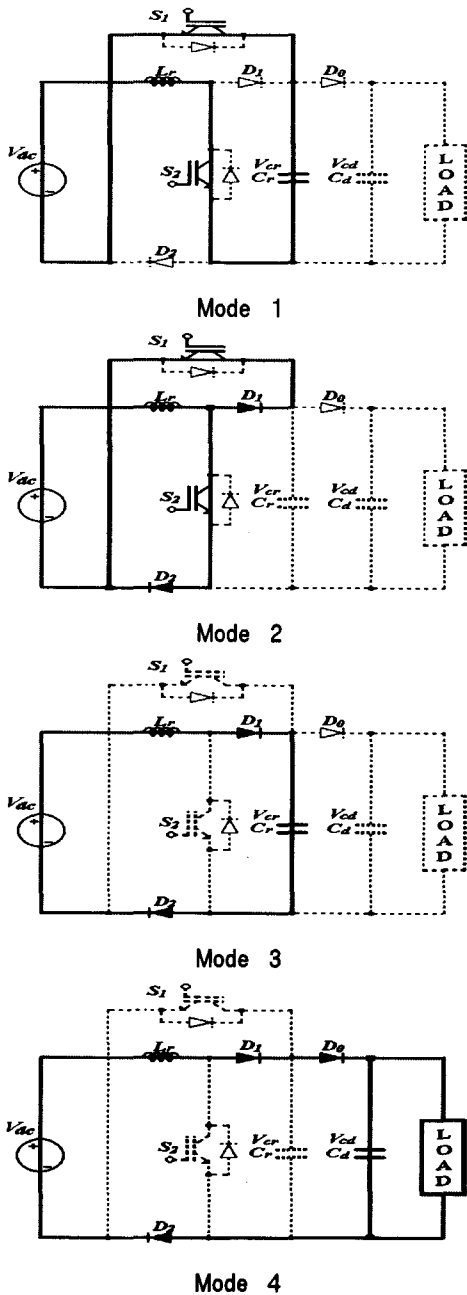 S1
Lr D1 D0
Vdc + - S2 Vcr Cr Vcd Cd LOAD
D2
Mode 1
S1
Lr D1 D0
Vdc + - S2 Vcr Cr Vcd Cd LOAD
D2
Mode 2
S1
Lr D1 D0
Vdc + - S2 Vcr Cr Vcd Cd LOAD
D2
Mode 3
S1
Lr D1 D0
Vdc + - S2 Vcr Cr Vcd Cd LOAD
D2
Mode 4